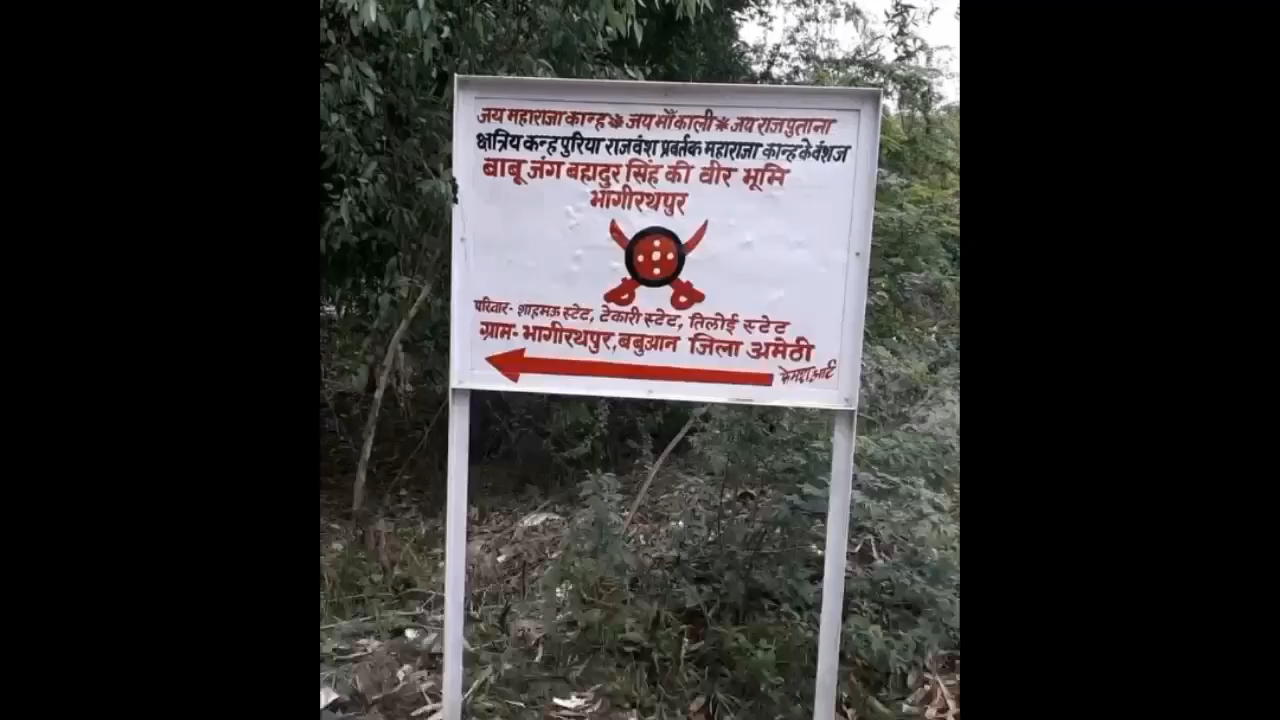 जय महाराजा कान्ह * जय माँ काली * जय राजपुताना
क्षत्रिय कन्हपुरिया राजवंश प्रवर्तक महाराजा कान्ह के वंशज
बाबू जंग बहादुर सिंह की वीर भूमि
भागीरथपुर
परिवार- शाहमऊ स्टेट, टेकारी स्टेट, तिलोई स्टेट
ग्राम- भागीरथपुर, बबुआन जिला अमेठी
आर्ट